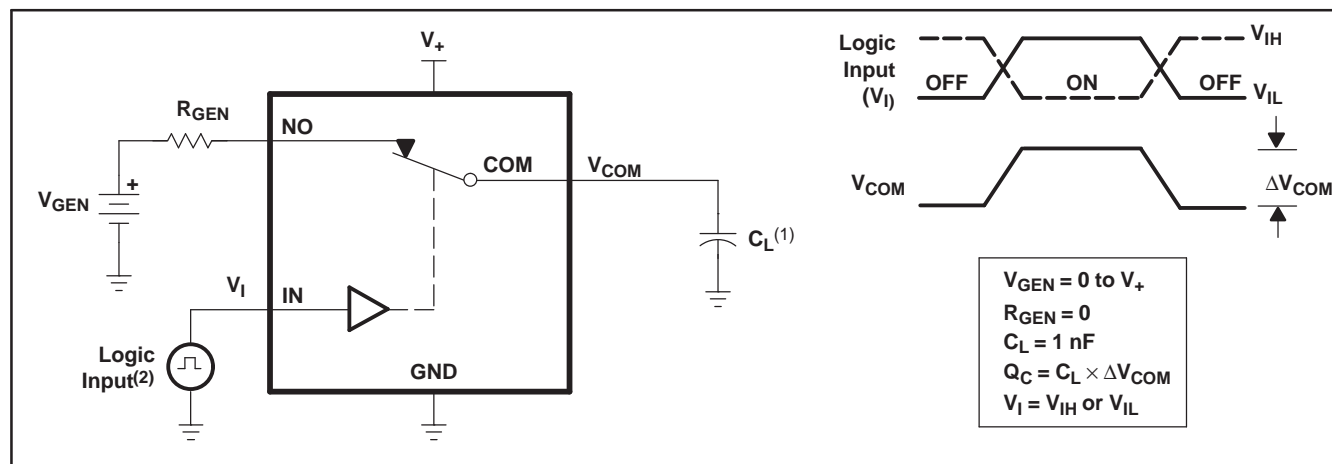 V+
RGEN
NO
COM
VCOM
VGEN
+
CL(1)
VI
IN
Logic
Input(2)
GND
Logic
Input
(VI)
OFF
ON
OFF
VIH
VIL
VCOM
ΔVCOM
VGEN = 0 to V+
RGEN = 0
CL = 1 nF
QC = CL × ΔVCOM
VI = VIH or VIL